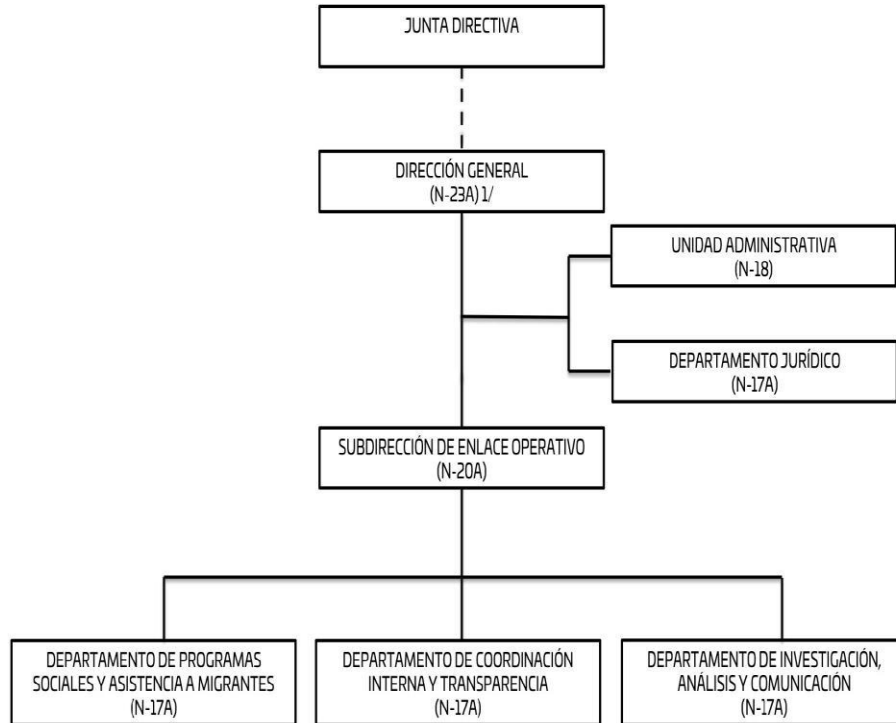 JUNTA DIRECTIVA
DIRECCIÓN GENERAL
(N-23A) 1/
UNIDAD ADMINISTRATIVA
(N-18)
DEPARTAMENTO JURÍDICO
(N-17A)
SUBDIRECCIÓN DE ENLACE OPERATIVO
(N-20A)
DEPARTAMENTO DE PROGRAMAS
SOCIALES Y ASISTENCIA A MIGRANTES
(N-17A)
DEPARTAMENTO DE COORDINACIÓN
INTERNA Y TRANSPARENCIA
(N-17A)
DEPARTAMENTO DE INVESTIGACIÓN,
ANÁLISIS Y COMUNICACIÓN
(N-17A)